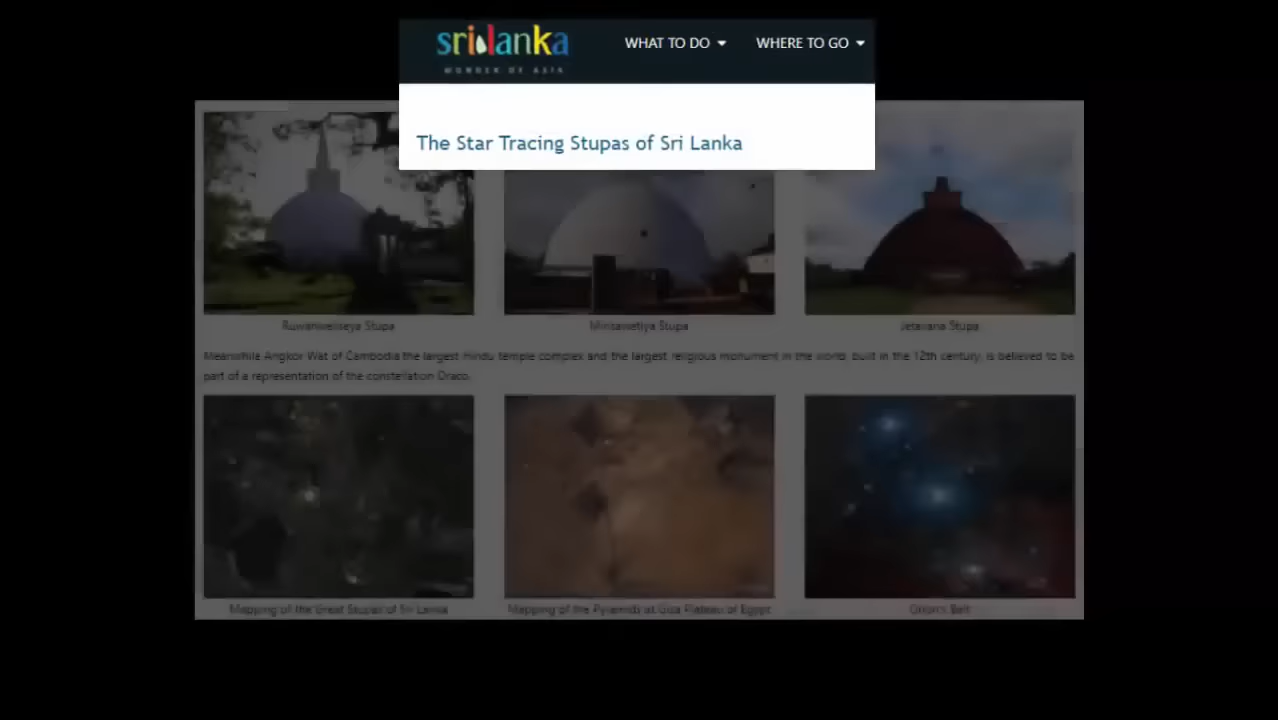 srilanka
WONDER OF ASIA
WHAT TO DO
WHERE TO GO
The Star Tracing Stupas of Sri Lanka
Ruwanweliseya Stupa
Mirisawetiya Stupa
Jetavana Stupa
Meanwhile Angkor Wat of Cambodia the largest hindu temple complex and the largest religious monument in the world, built in the 12th century, is believed to be
part of a representation of the constellation Draco.
Mapping of the Great Stupas of Sri Lanka
Mapping of the Pyramids at Giza Plateau of Egypt
Orion's Belt